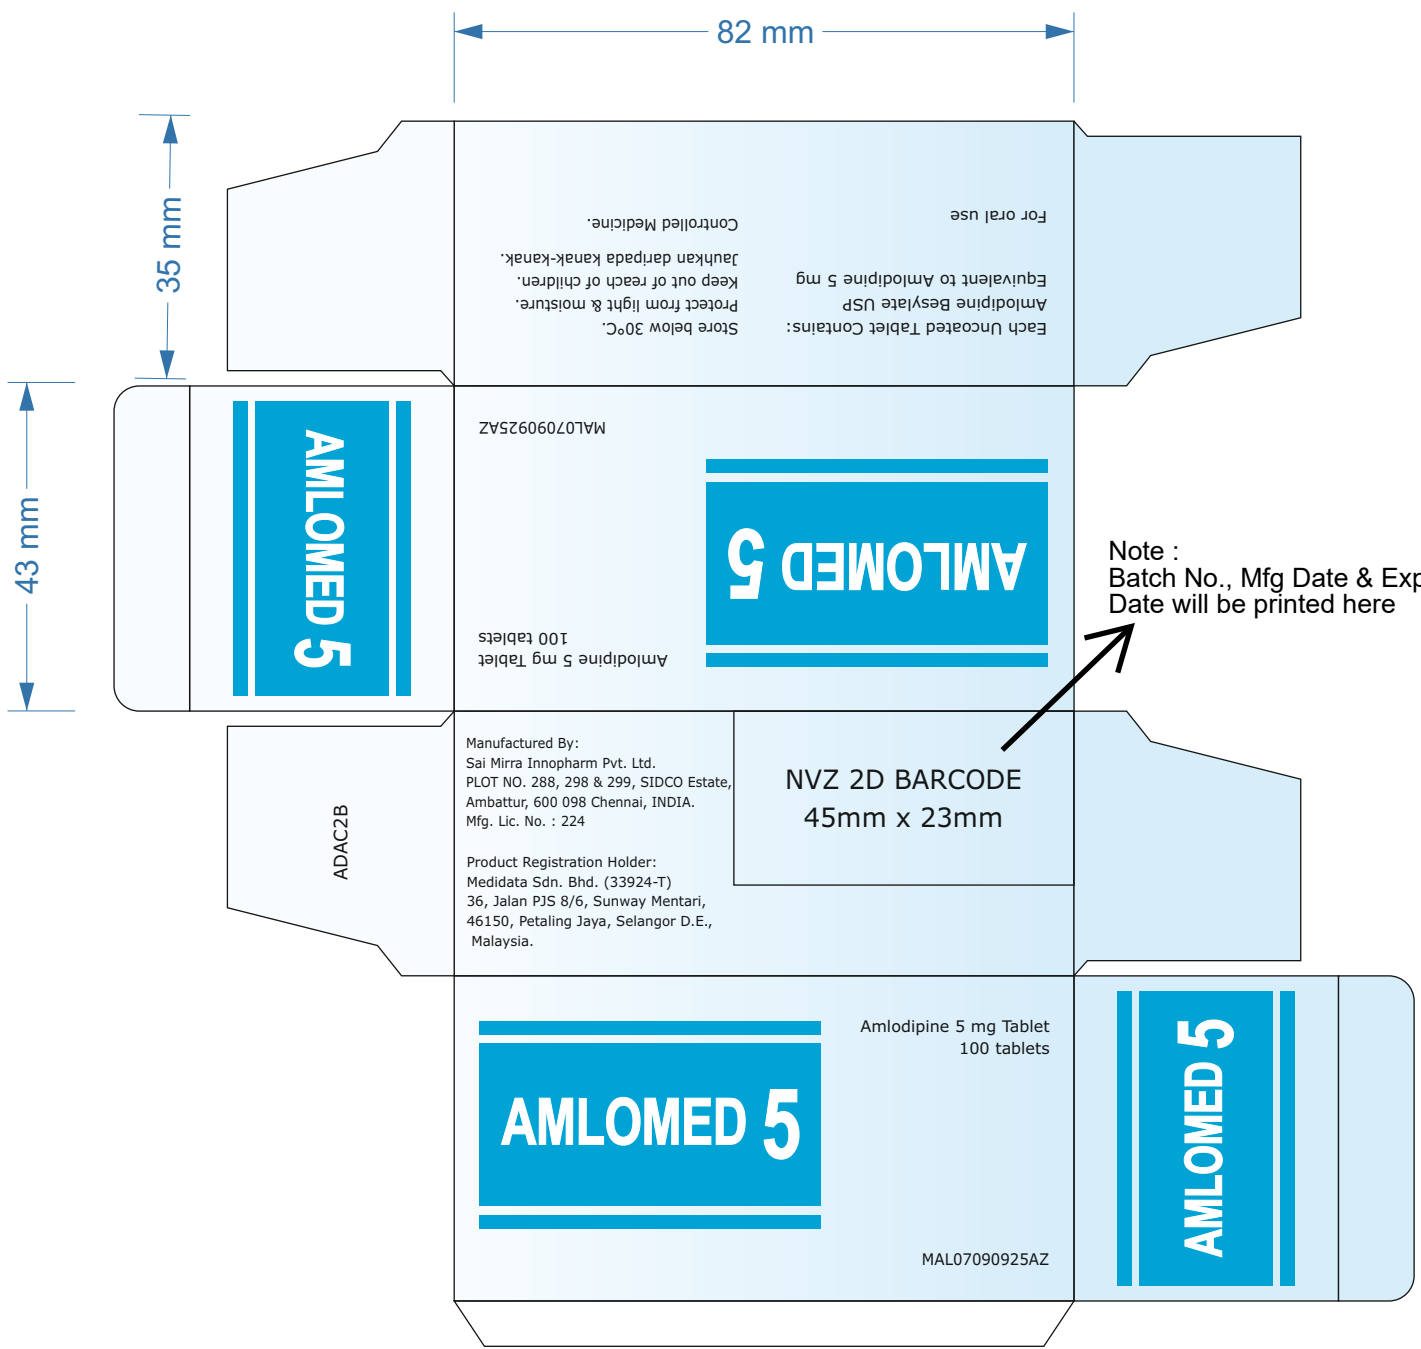 82 mm
35 mm
43 mm
Each Uncoated Tablet Contains:
Amlodipine Besylate USP
Equivalent to Amlodipine 5 mg
For oral use
Store below 30°C.
Protect from light & moisture.
Keep out of reach of children.
Jauhkan daripada kanak-kanak.
Controlled Medicine.
AMLOMED 5
AMLOMED 5
Amlodipine 5 mg Tablet
100 tablets
MAL07090925AZ
Note :
Batch No., Mfg Date & Exp
Date will be printed here
ADAC2B
Manufactured By:
Sai Mirra Innopharm Pvt. Ltd.
PLOT NO. 288, 298 & 299, SIDCO Estate,
Ambattur, 600 098 Chennai, INDIA.
Mfg. Lic. No. : 224
Product Registration Holder:
Medidata Sdn. Bhd. (33924-T)
36, Jalan PJS 8/6, Sunway Mentari,
46150, Petaling Jaya, Selangor D.E.,
Malaysia.
NVZ 2D BARCODE
45mm x 23mm
AMLOMED 5
Amlodipine 5 mg Tablet
100 tablets
MAL07090925AZ
AMLOMED 5